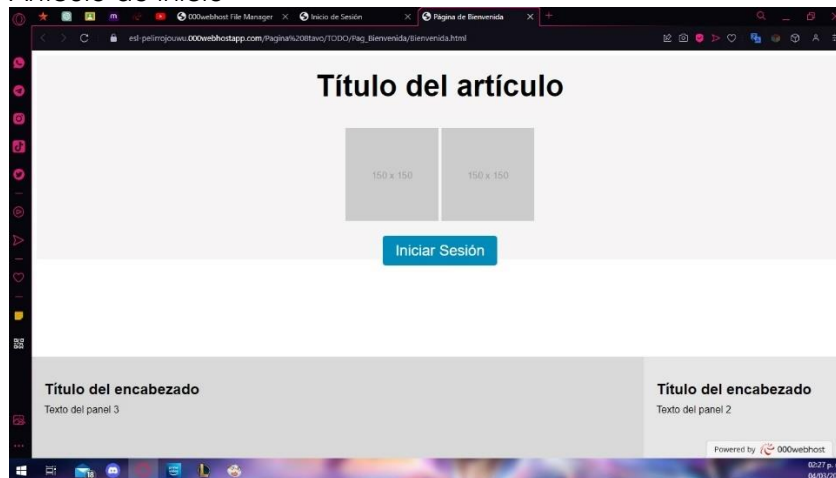 000webhost File Manager
Inicio de Sesión
Página de Bienvenida
esl-pelirrojouwu.000webhostapp.com/Pagina%208tavo/TODO/Pag_Bienvenida/Bienvenida.html
Título del artículo
150 x 150
150 x 150
Iniciar Sesión
Título del encabezado
Texto del panel 3
Título del encabezado
Texto del panel 2
Powered by 000webhost
02:27 p.